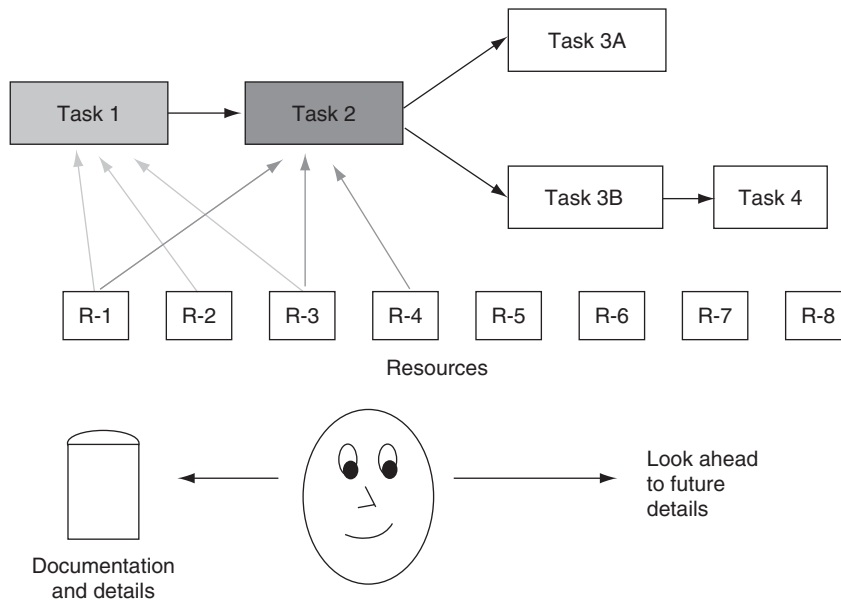 Task 3A
Task 1
Task 2
Task 3B
Task 4
R-1
R-2
R-3
R-4
R-5
R-6
R-7
R-8
Resources
Look ahead
to future
details
Documentation
and details